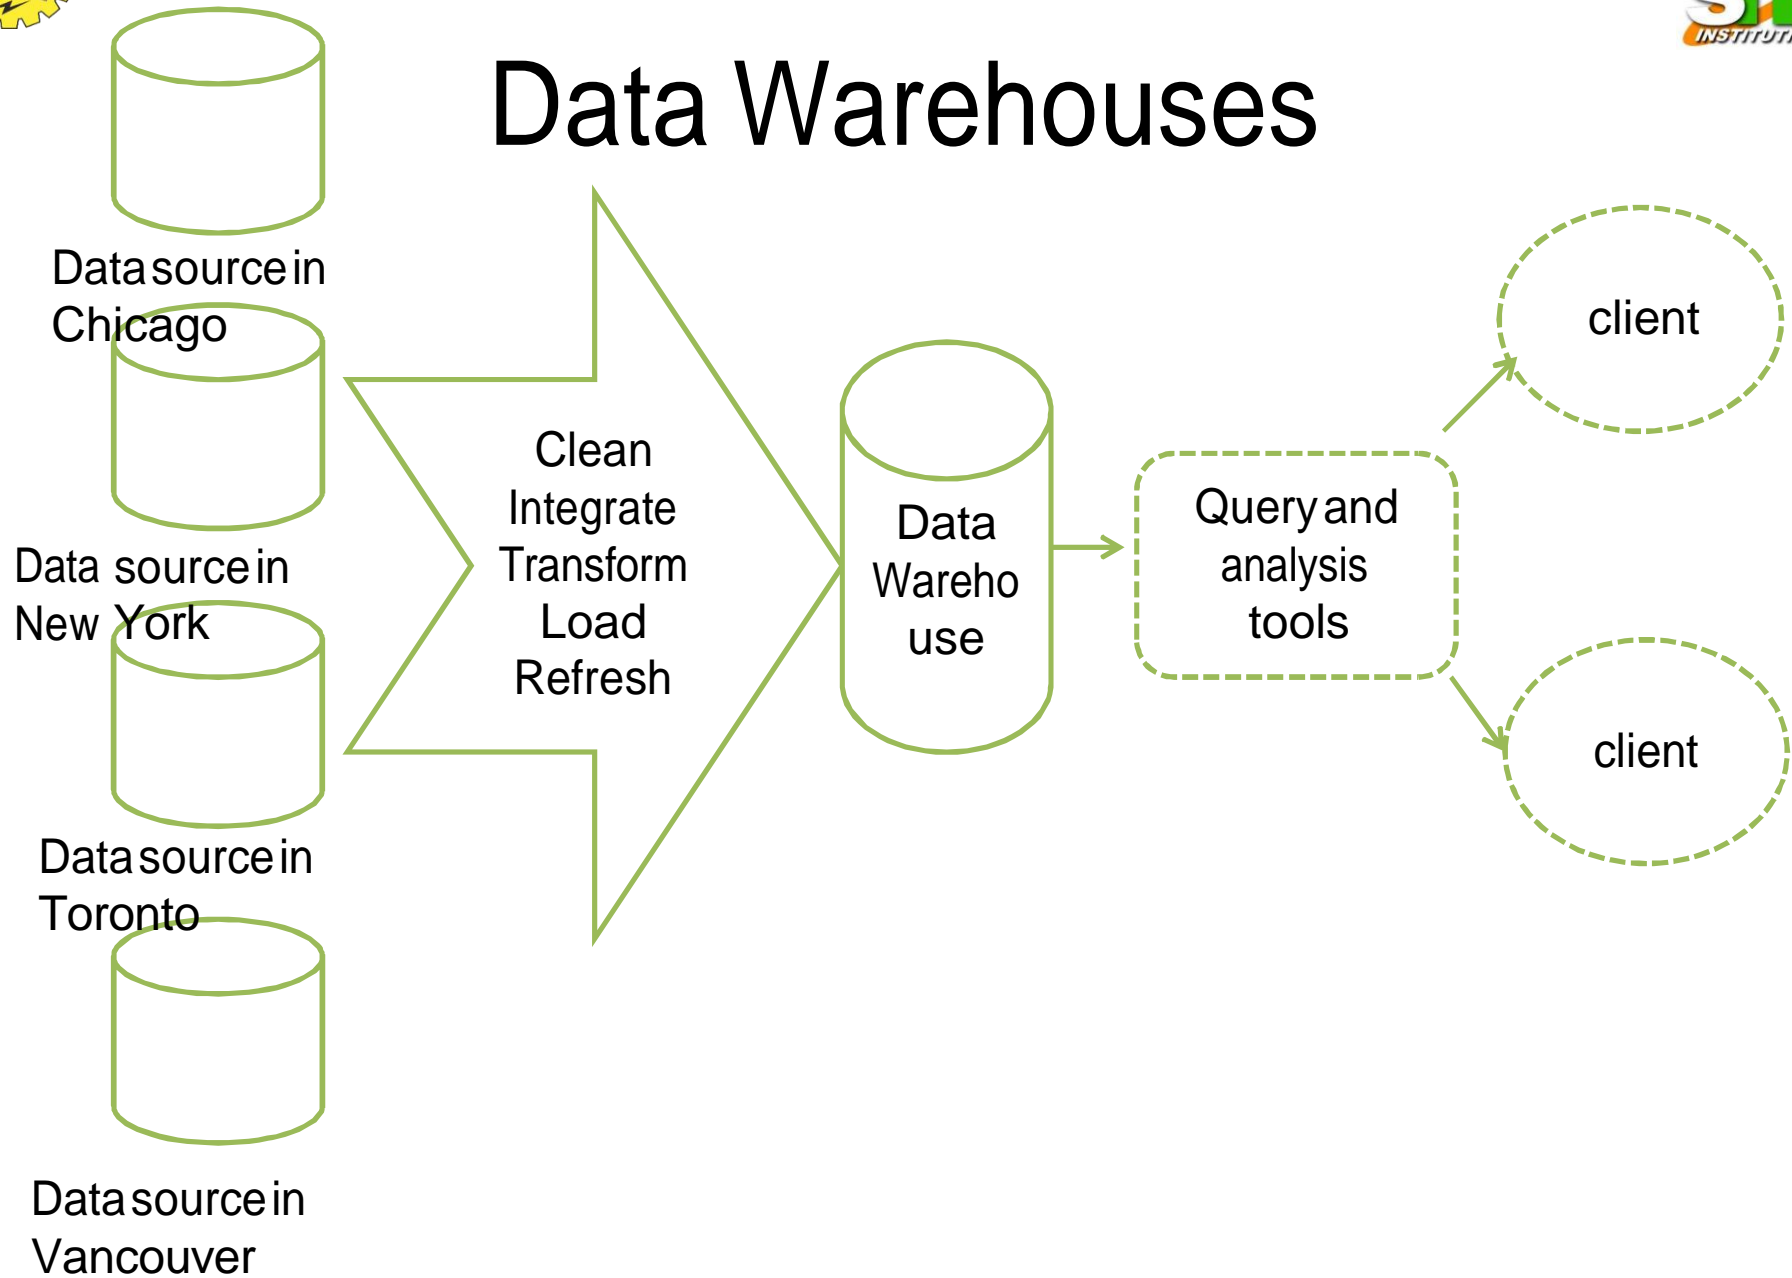 Data Warehouses
Data source in
Chicago
Data source in
New York
Data source in
Toronto
Data source in
Vancouver
Clean
Integrate
Transform
Load
Refresh
Data
Wareho
use
Query and
analysis
tools
client
client